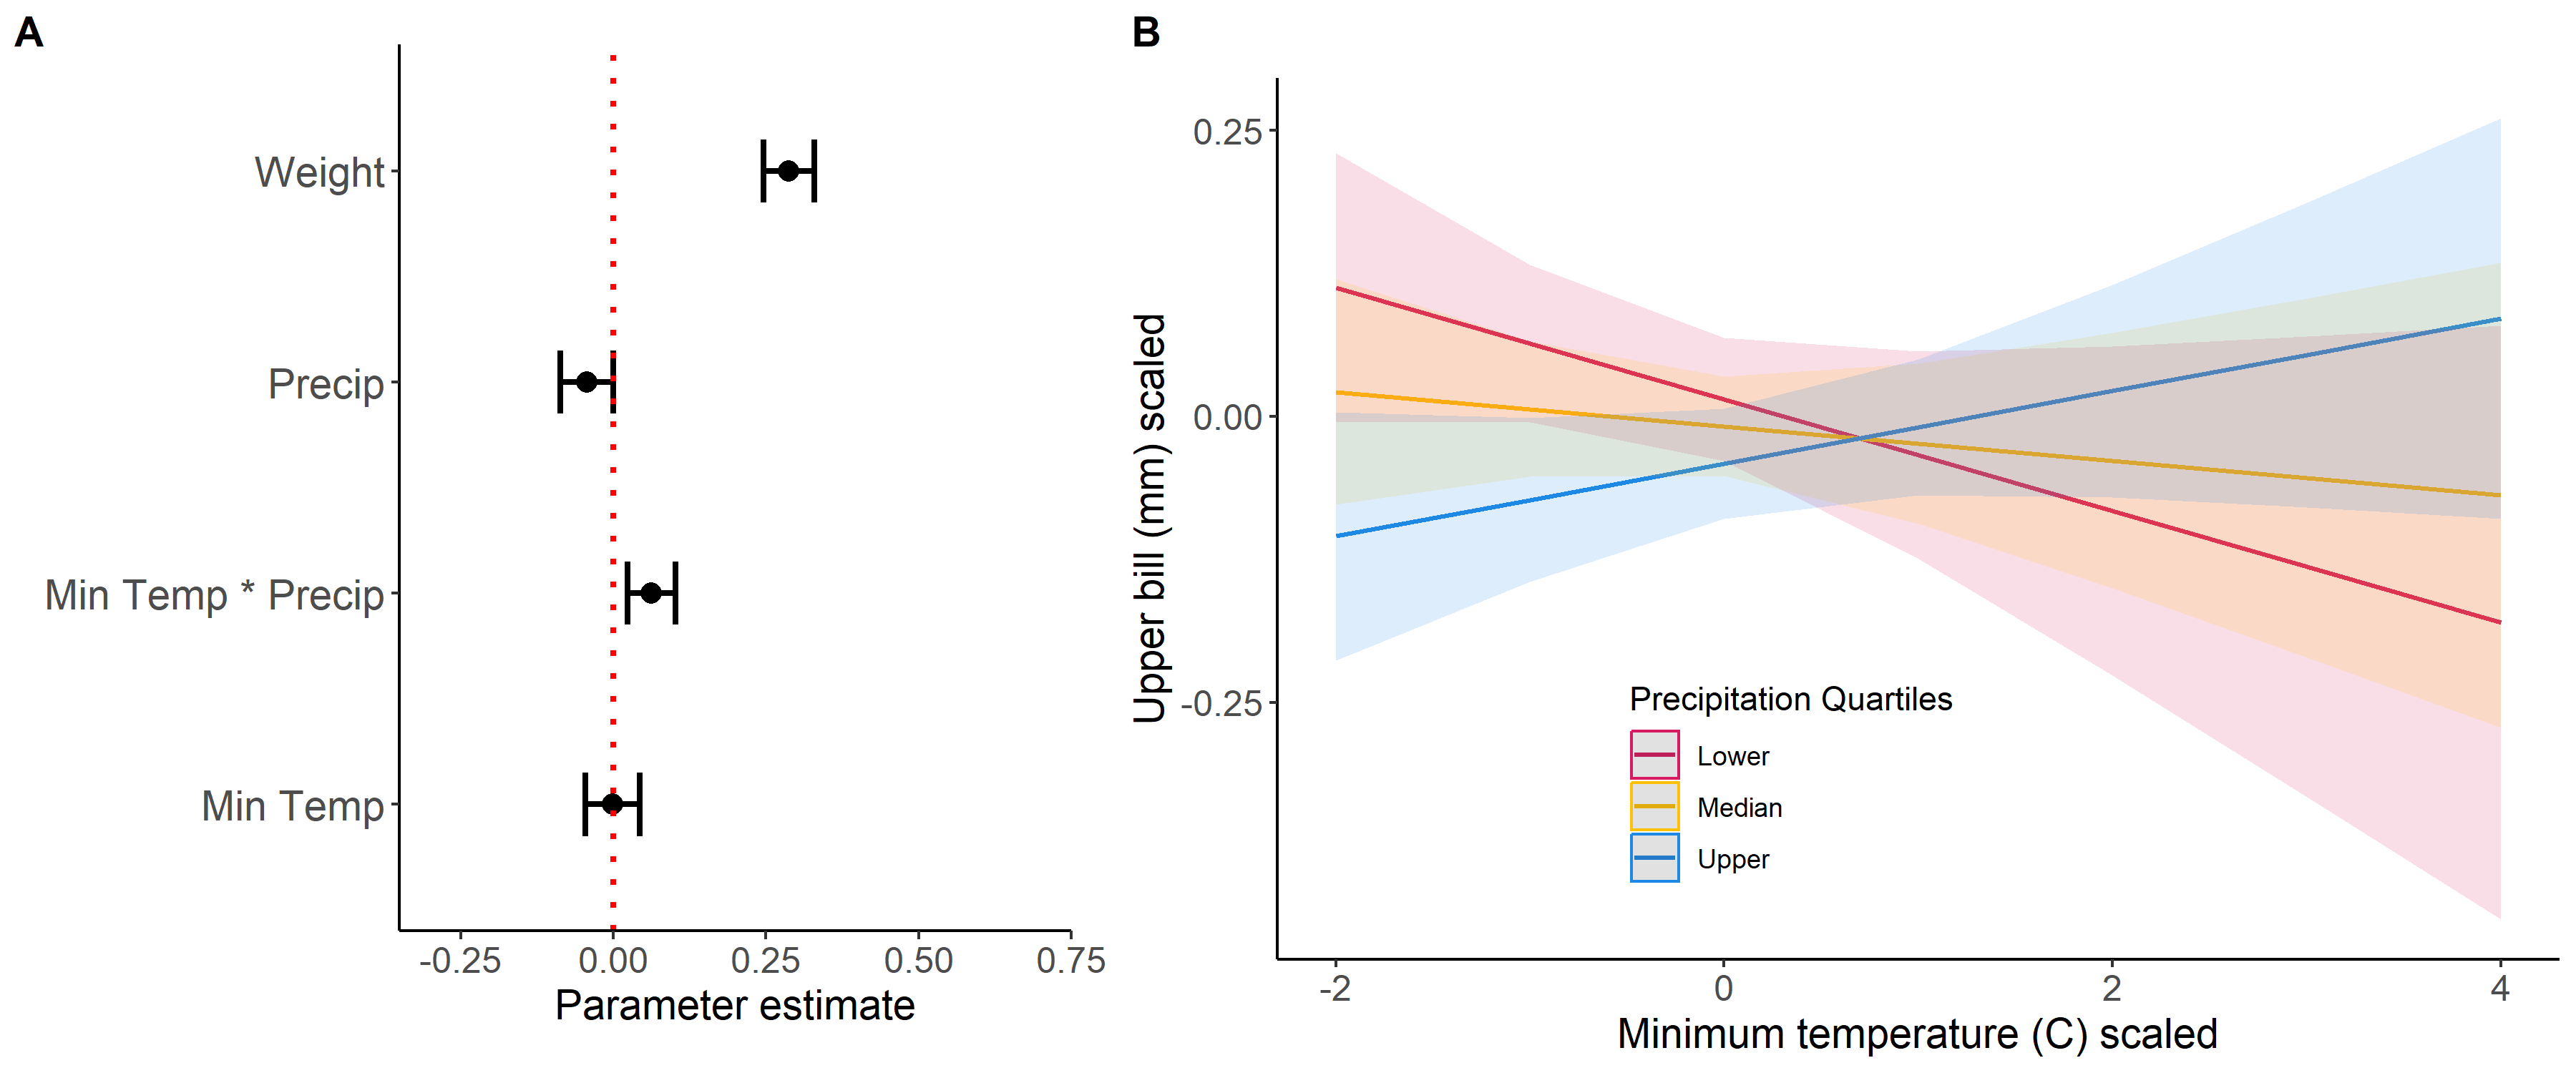 A
Weight
Precip
Min Temp * Precip
Min Temp
-0.25 0.00 0.25 0.50 0.75
Parameter estimate
B
Upper bill (mm) scaled
0.25
0.00
-0.25
Precipitation Quartiles
Lower
Median
Upper
-2 0 2 4
Minimum temperature (C) scaled